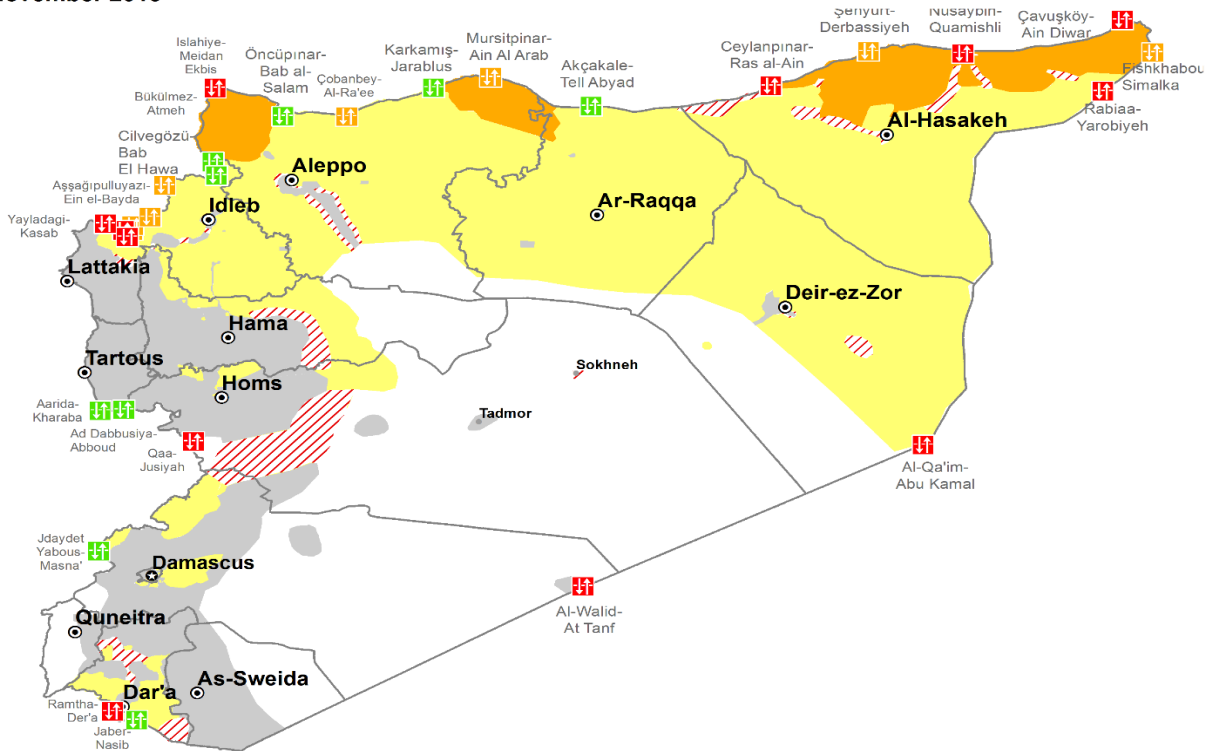 Şenyurt-
Derbassiyeh
Nusaybin-
Quamishli
Çavuşköy-
Ain Diwar
Islahiye-
Meidan
Ekbis
Öncüpınar-
Bab al-
Salam
Karkamış-
Jarablus
Mursitpinar-
Ain Al Arab
Akçakale-
Tell Abyad
Ceylanpınar-
Ras al-Ain
Çobanbey-
Al-Ra'ee
Fishkhabou
Simalka
Bükülmez-
Atmeh
Rabiaa-
Yarobiyeh
Cilvegözü-
Bab
El Hawa
Al-Hasakeh
Aleppo
Aşşağıpulluyazı-
Ein el-Bayda
Idleb
Ar-Raqqa
Yayladagi-
Kasab
Lattakia
Deir-ez-Zor
Hama
Tartous
Sokhneh
Homs
Aarida-
Kharaba
Tadmor
Ad Dabbusiya-
Abboud
Qaa-
Jusiyah
Al-Qa'im-
Abu Kamal
Jdaydet
Yabous-
Masna'
Damascus
Al-Walid-
At Tanf
Quneitra
As-Sweida
Dar'a
Ramtha-
Der'a
Jaber-
Nasib